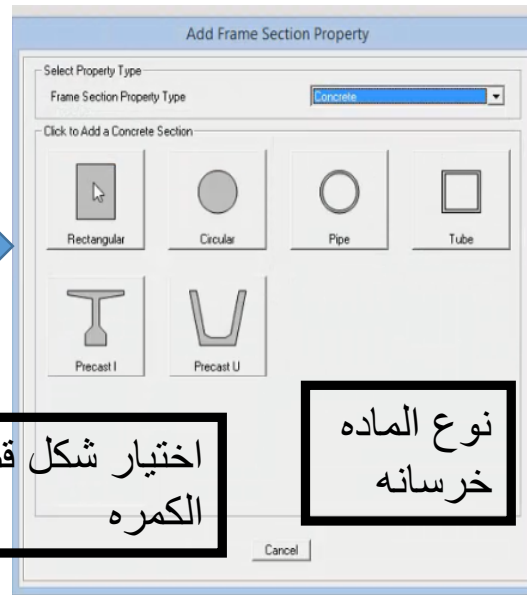 Add Frame Section Property
Select Property Type
Frame Section Property Type
Concrete
Click to Add a Concrete Section
Rectangular
Circular
Pipe
Tube
Precast I
Precast U
نوع الماده
خرسانه
اختيار شكل
الكمره
Cancel